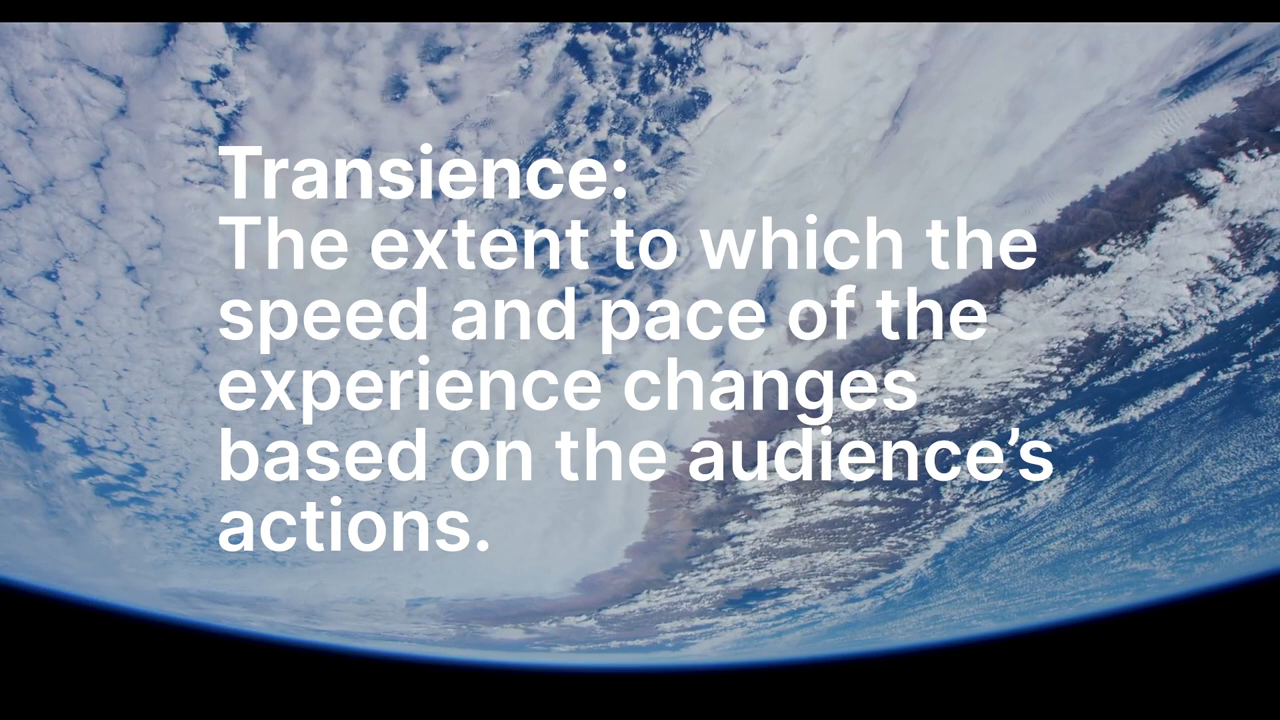 Transience:
The extent to which the
speed and pace of the
experience changes
based on the audience’s
actions.